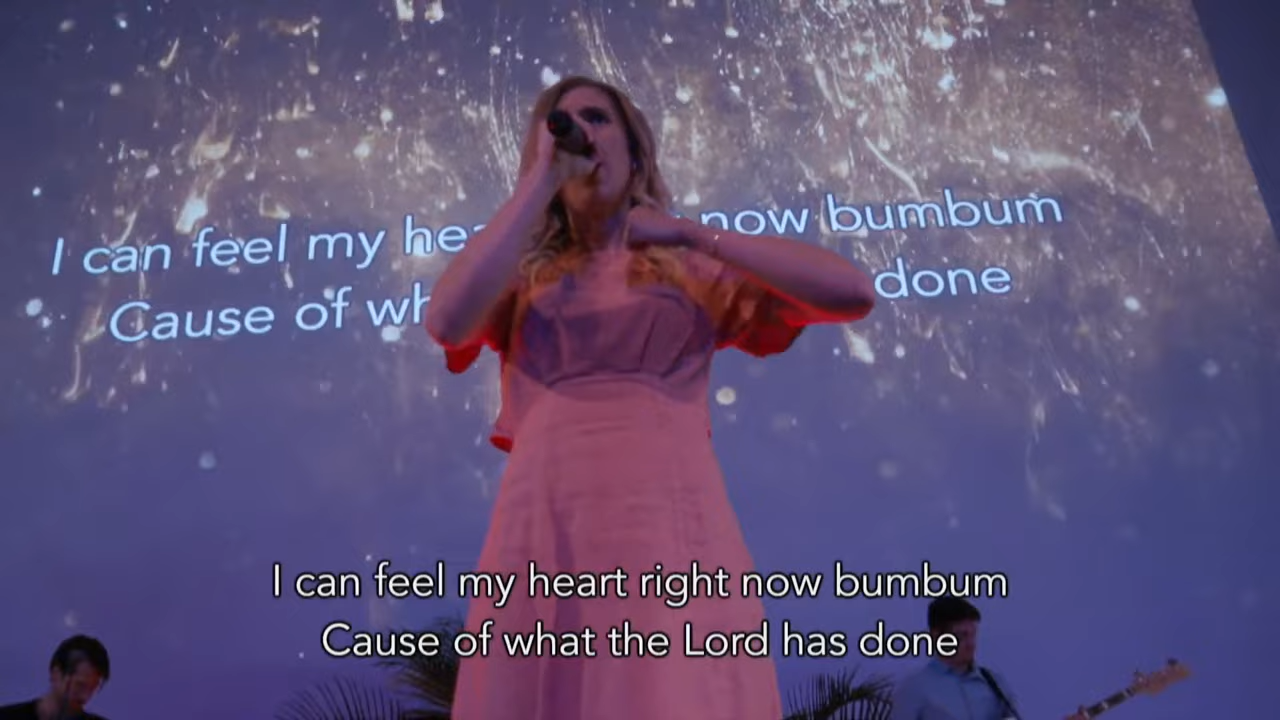 I can feel my hea now bumbum
Cause of wh done
I can feel my heart right now bumbum
Cause of what the Lord has done